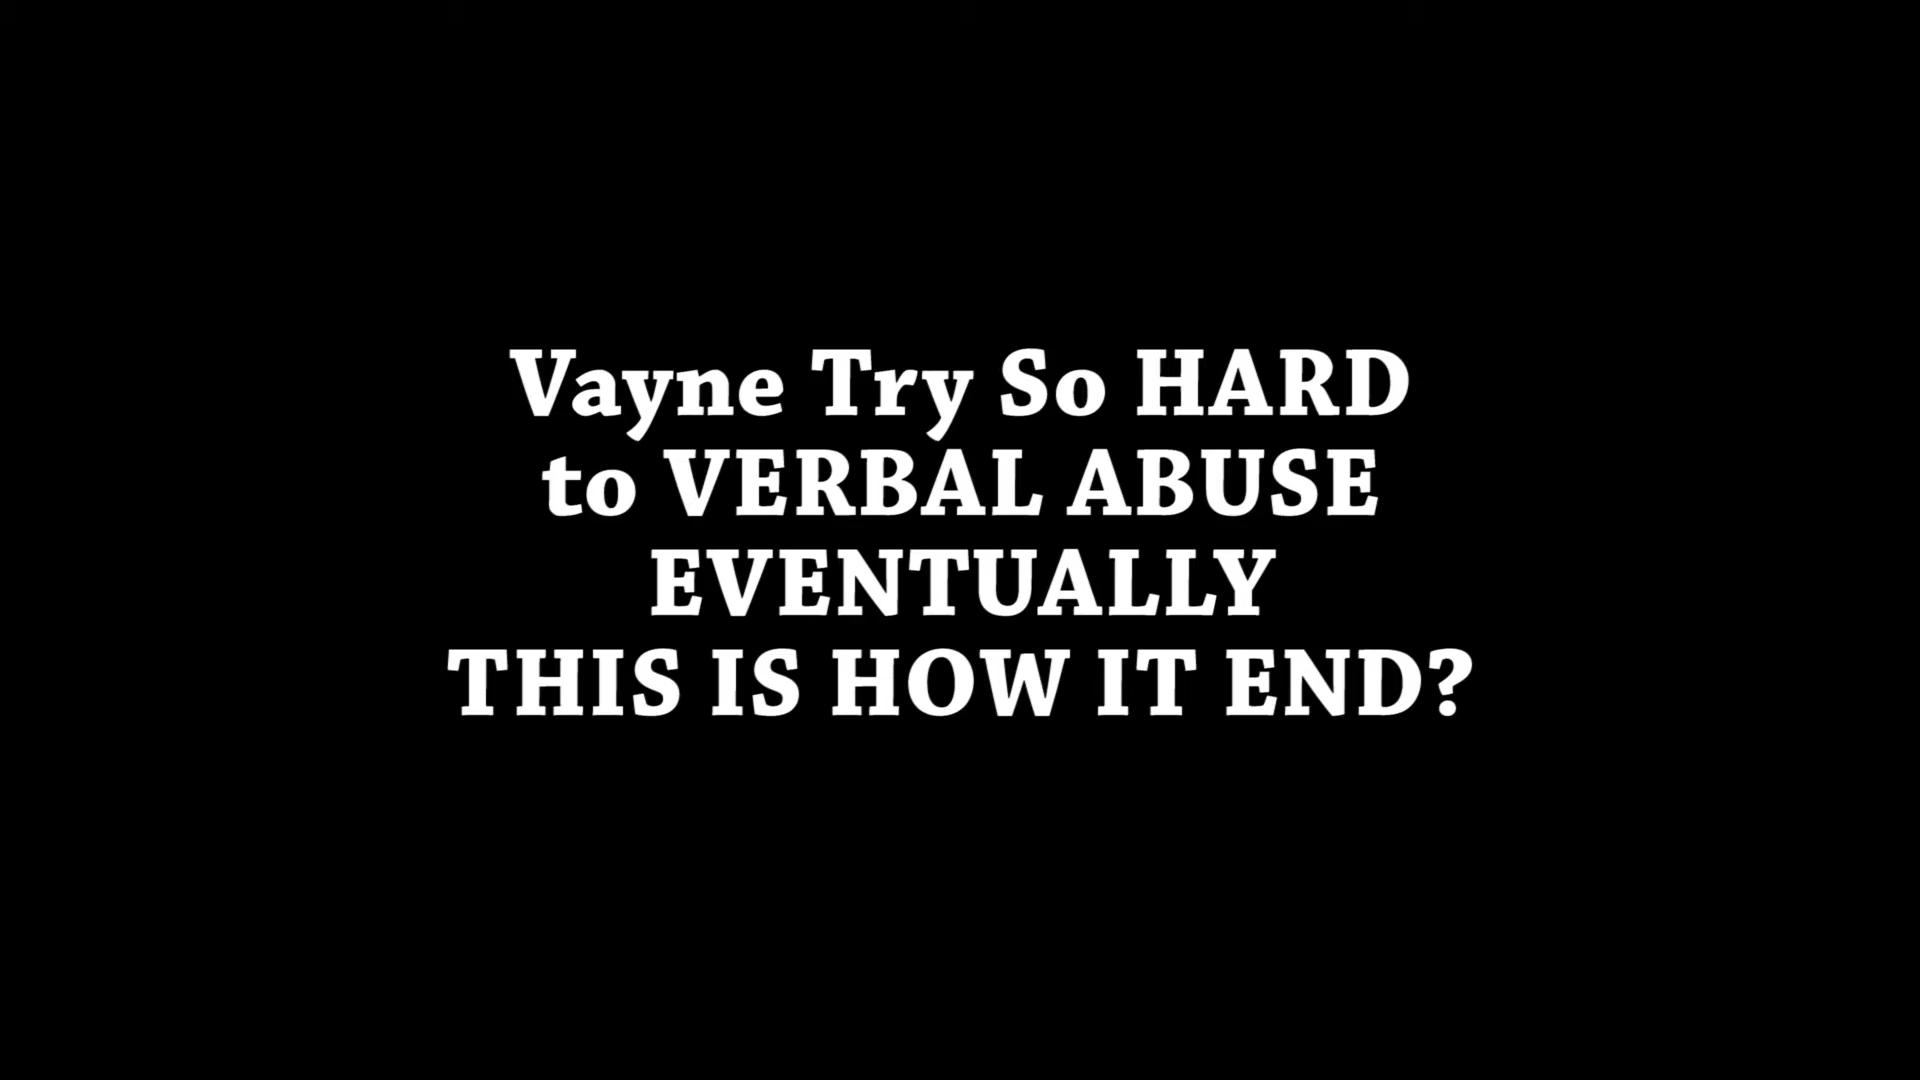 Vayne Try So HARD
to VERBAL ABUSE
EVENTUALLY
THIS IS HOW IT END?